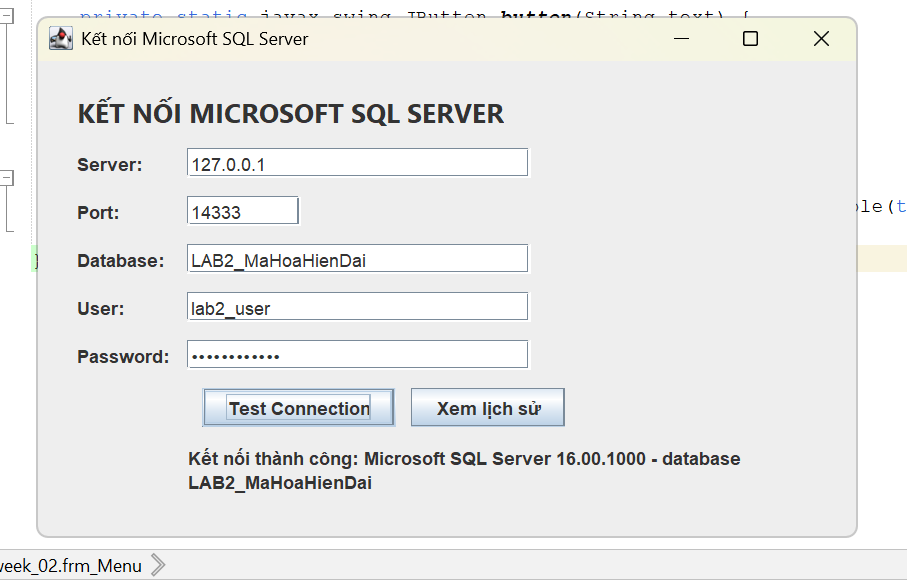 private static javax.swing.JButton button(String text) {
Kết nối Microsoft SQL Server
KẾT NỐI MICROSOFT SQL SERVER
Server: 127.0.0.1
Port: 14333
ole(t
Database: LAB2_MaHoaHienDai
}
User: lab2_user
Password: ••••••••••••
Test Connection Xem lịch sử
Kết nối thành công: Microsoft SQL Server 16.00.1000 - database
LAB2_MaHoaHienDai
week_02.frm_Menu